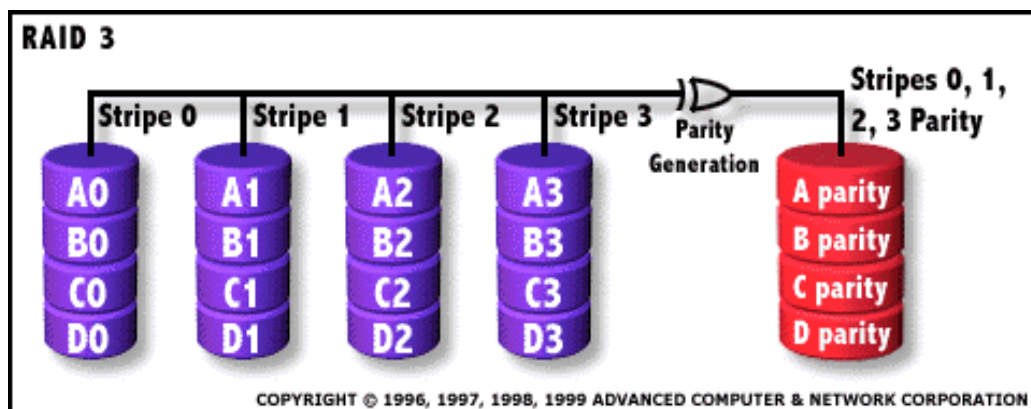 RAID 3
Stripe 0
Stripe 1
Stripe 2
Stripe 3
Parity
Generation
Stripes 0, 1,
2, 3 Parity
A0
B0
C0
D0
A1
B1
C1
D1
A2
B2
C2
D2
A3
B3
C3
D3
A parity
B parity
C parity
D parity
COPYRIGHT © 1996, 1997, 1998, 1999 ADVANCED COMPUTER & NETWORK CORPORATION